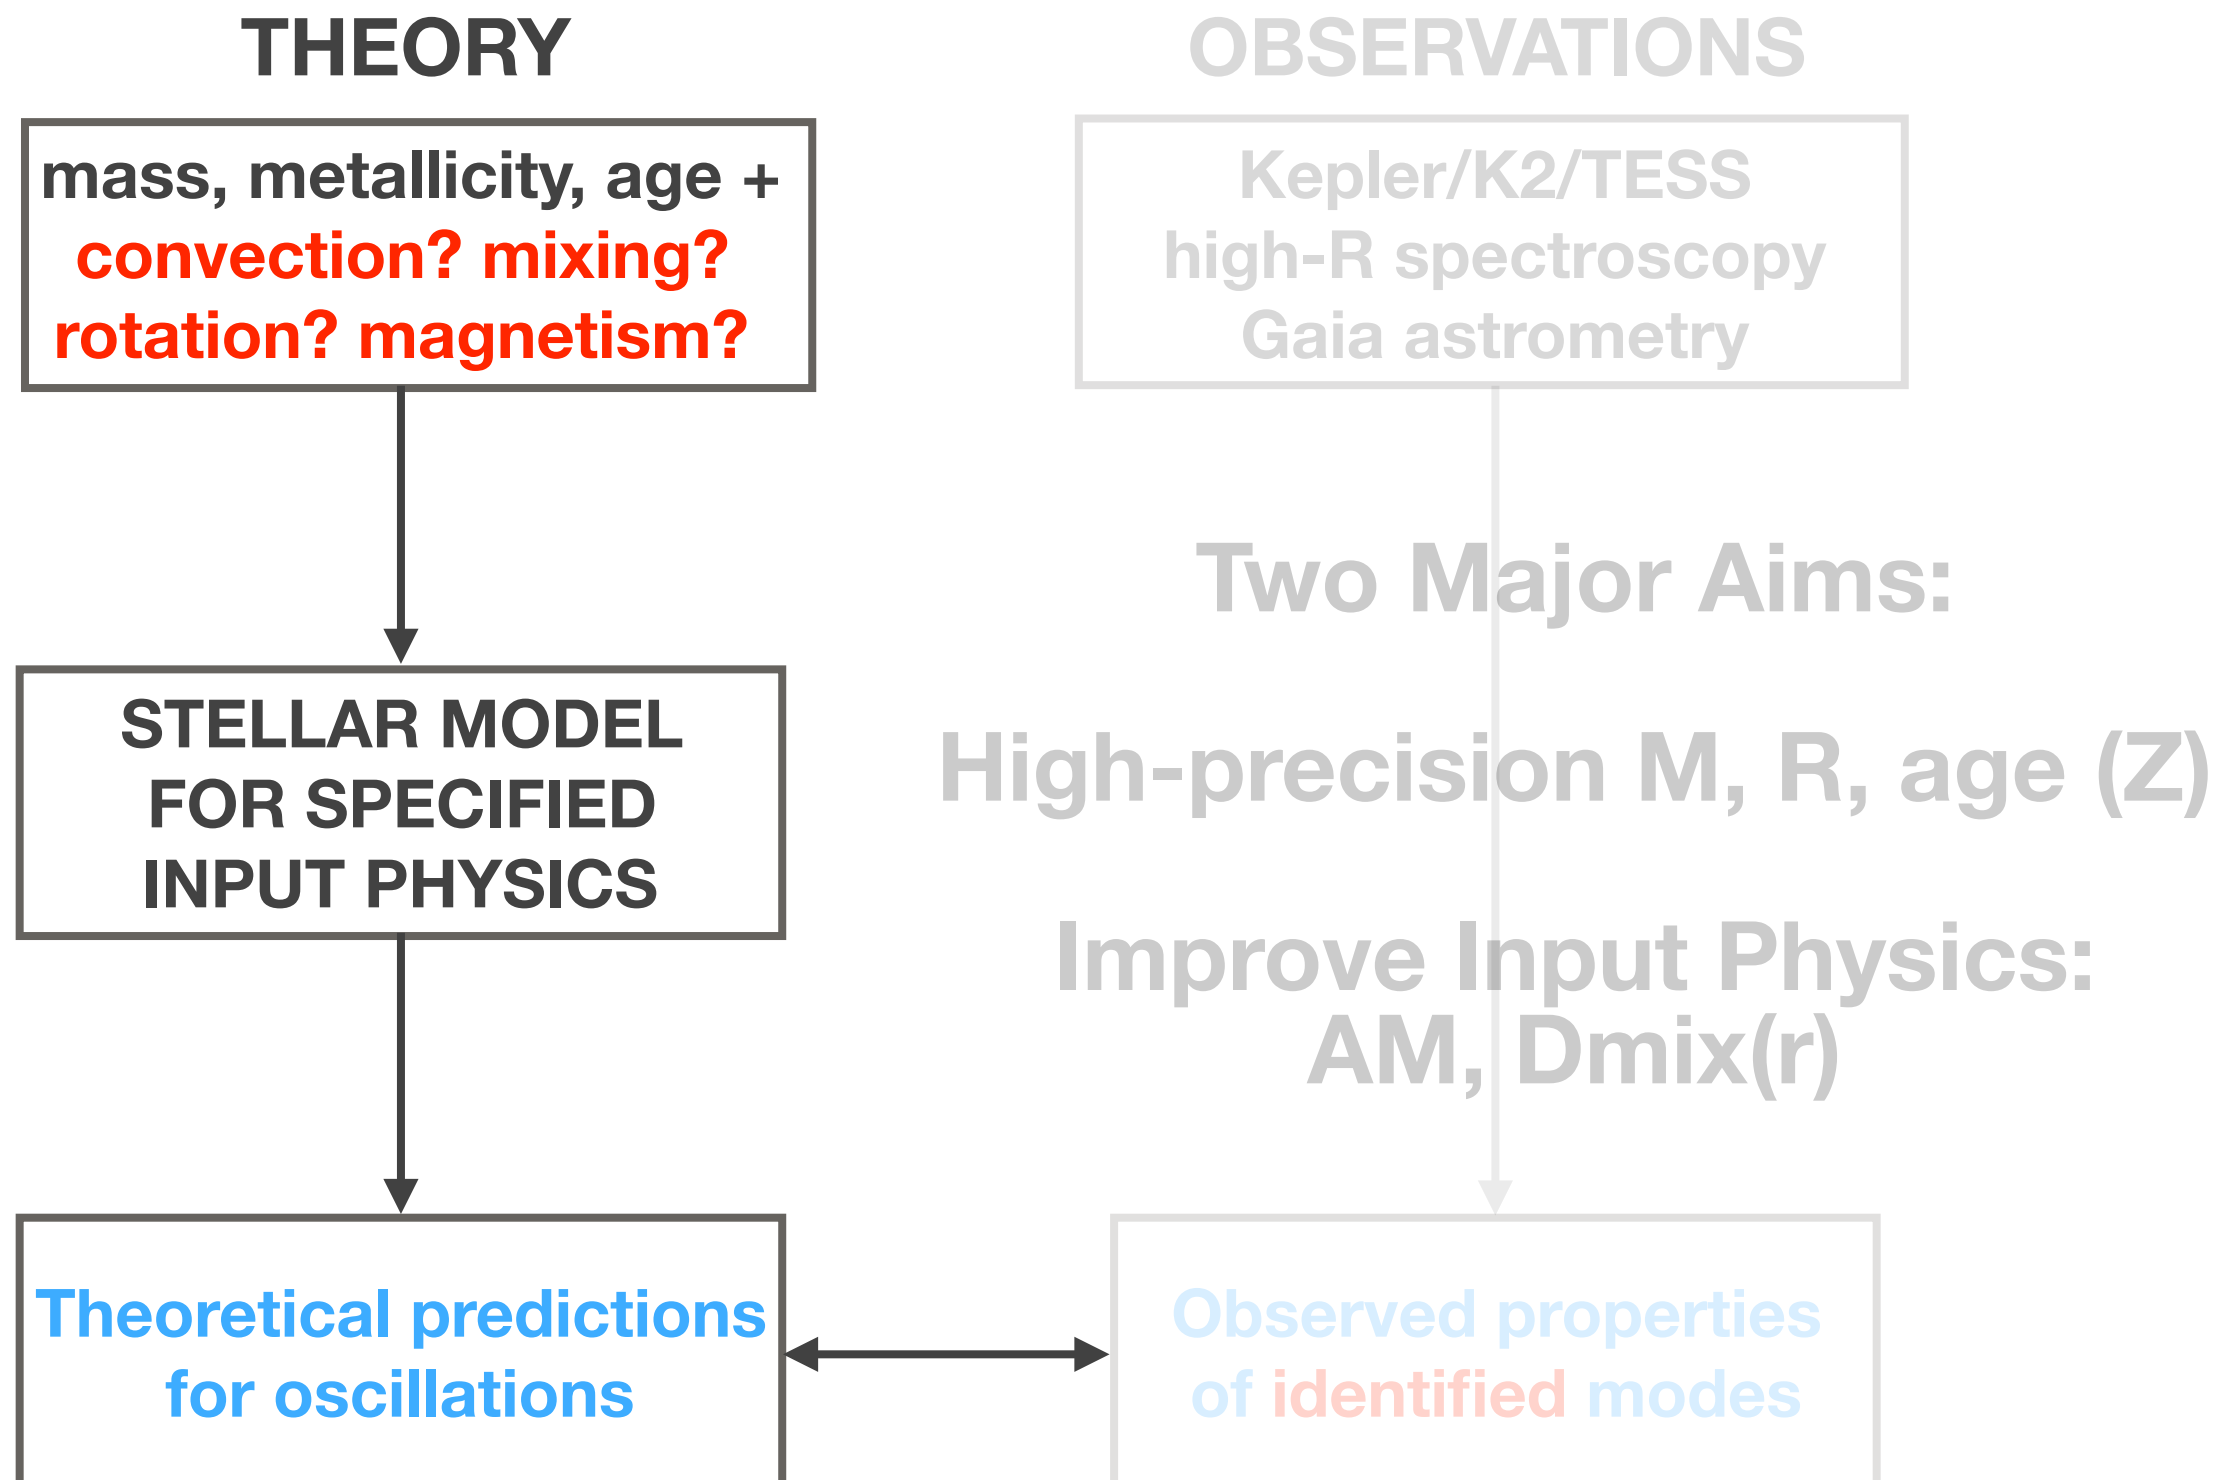 THEORY
mass, metallicity, age +
convection? mixing?
rotation? magnetism?
STELLAR MODEL
FOR SPECIFIED
INPUT PHYSICS
Theoretical predictions
for oscillations
OBSERVATIONS
Kepler/K2/TESS
high-R spectroscopy
Gaia astrometry
Two Major Aims:
High-precision M, R, age (Z)
Improve Input Physics:
AM, Dmix(r)
Observed properties
of identified modes